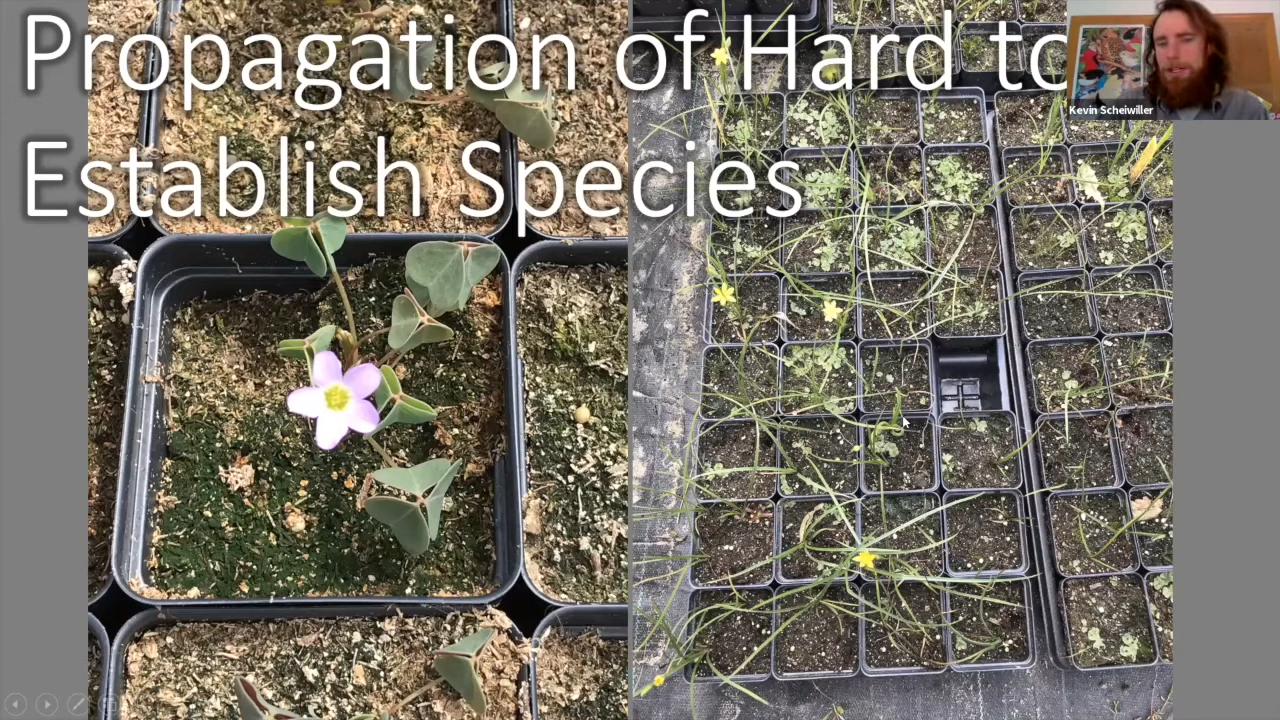 Propagation of Hard to
Establish Species
Kevin Scheiwiller